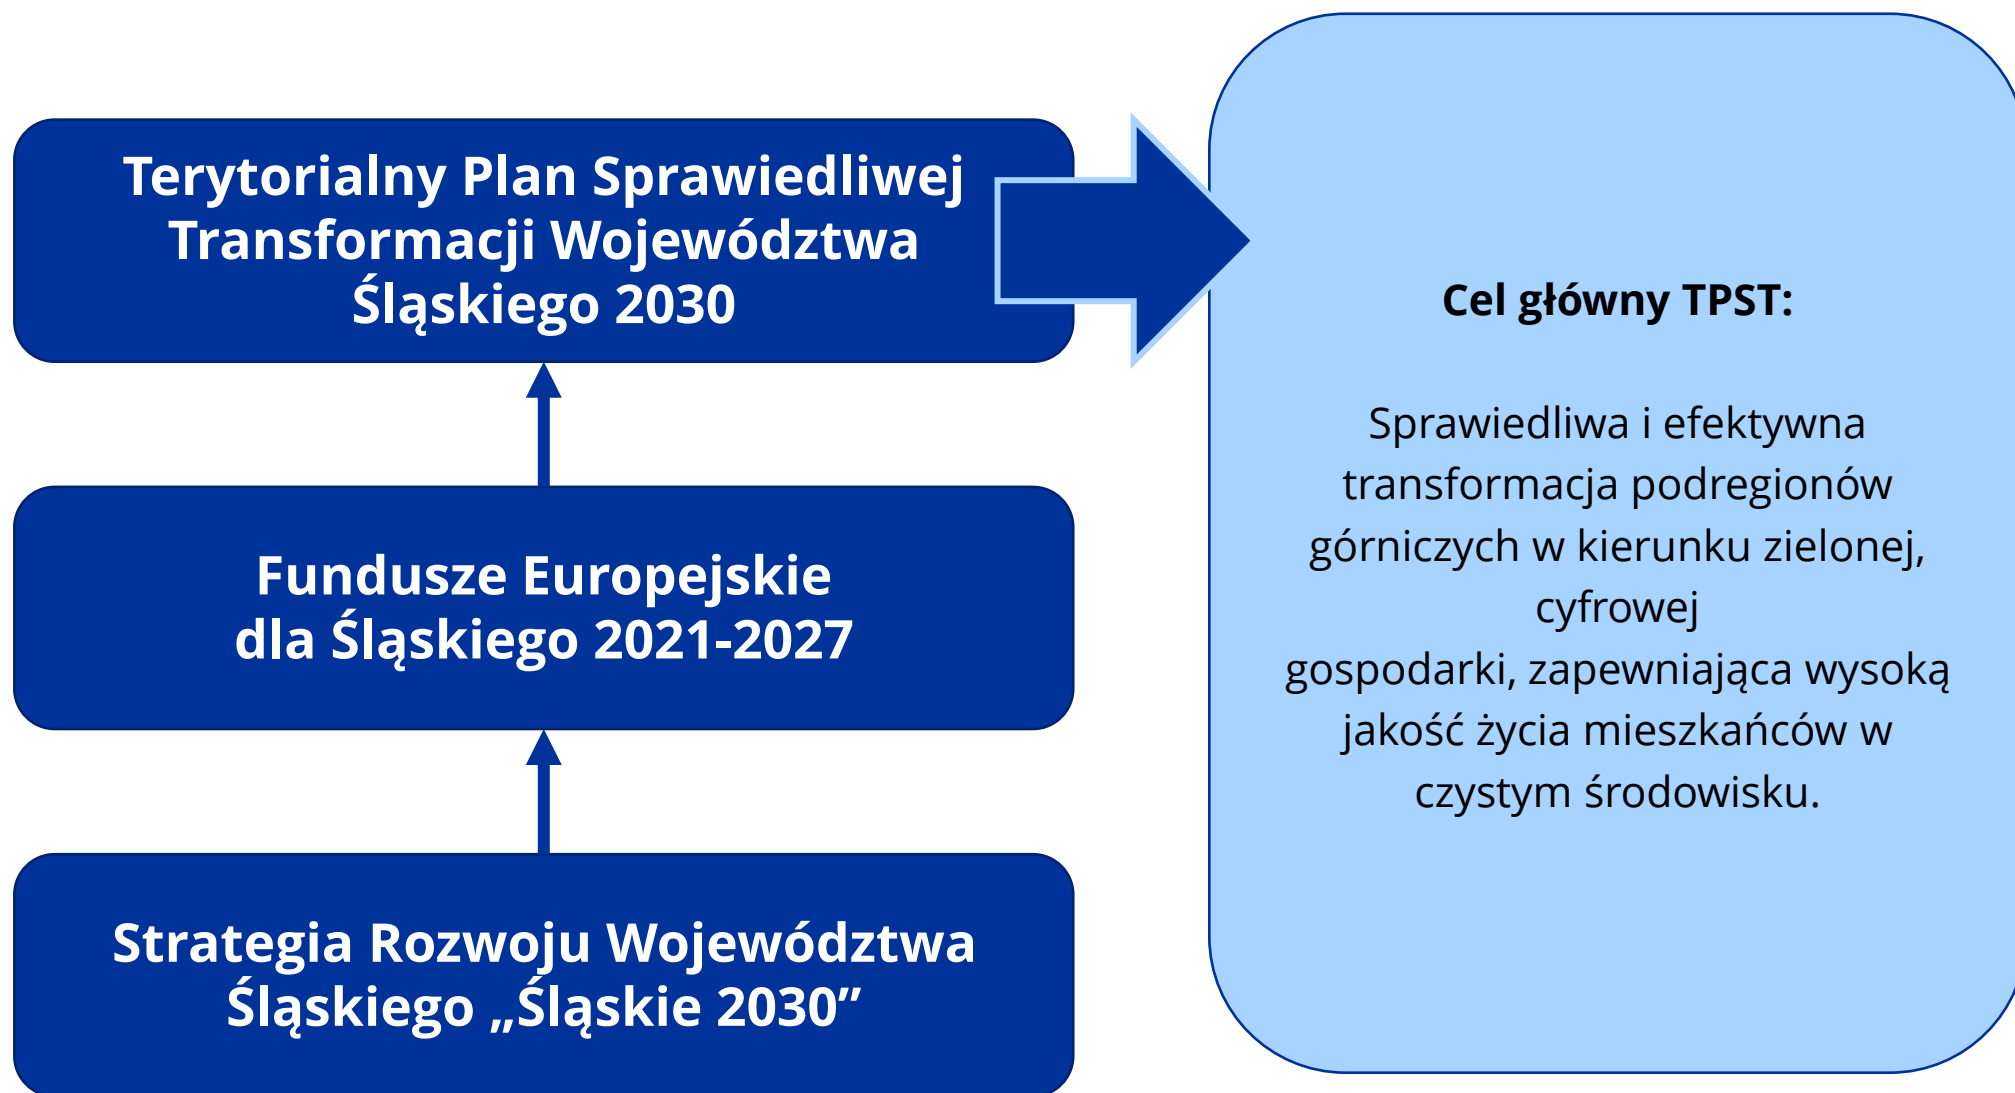 Terytorialny Plan Sprawiedliwej
Transformacji Województwa
Śląskiego 2030
Fundusze Europejskie
dla Śląskiego 2021-2027
Strategia Rozwoju Województwa
Śląskiego „Śląskie 2030”
Cel główny TPST:
Sprawiedliwa i efektywna
transformacja podregionów
górniczych w kierunku zielonej,
cyfrowej
gospodarki, zapewniająca wysoką
jakość życia mieszkańców w
czystym środowisku.